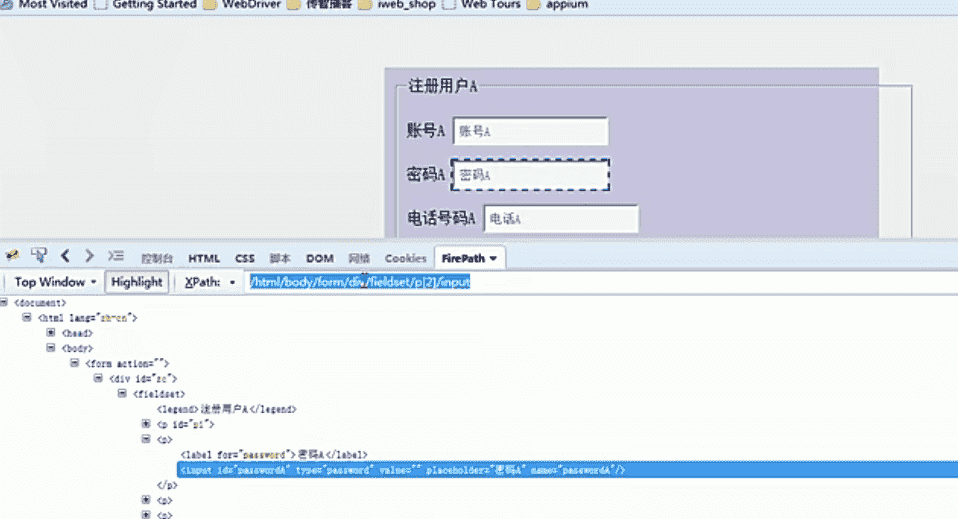 Most Visited Getting Started WebDriver 传智播客 iweb_shop Web Tours appium
注册用户A
账号A 账号A
密码A 密码A
电话号码A 电话A
控制台 HTML CSS 脚本 DOM 网络 Cookies FirePath
Top Window Highlight XPath: /html/body/form/div/fieldset/p[2]/input
<document>
<html lang="zh-cn">
<head>
<body>
<form action="">
<div id="zc">
<fieldset>
<legend>注册用户A</legend>
<p id="p1">
<p>
<label for="password">密码A</label>
<input id="passwordA" type="password" value="" placeholder="密码A" name="passwordA"/>
</p>
<p>
<p>